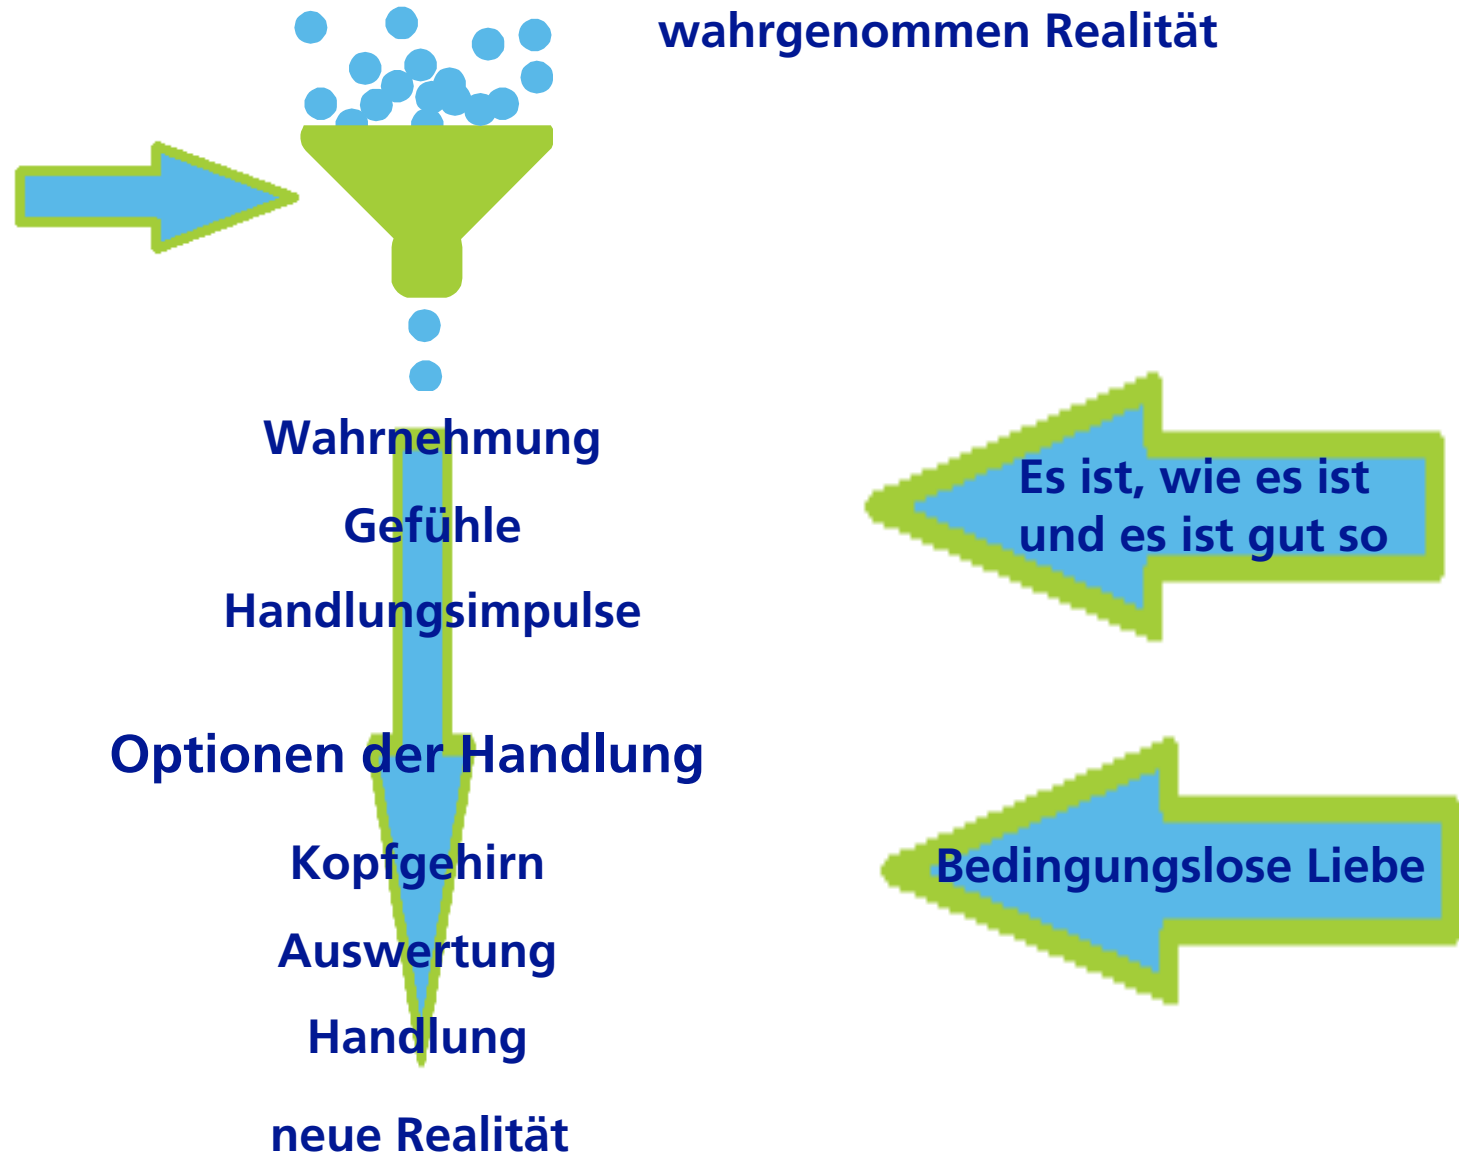 wahrgenommen Realität
Wahrnehmung
Gefühle
Handlungsimpulse
Es ist, wie es ist
und es ist gut so
Optionen der Handlung
Kopfgehirn
Bedingungslose Liebe
Auswertung
Handlung
neue Realität